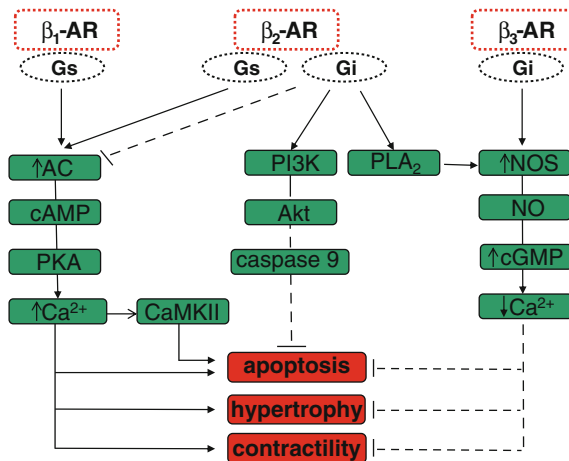 β₁-AR
β₂-AR
β₃-AR
Gs
Gs
Gi
Gi
↑AC
PI3K
PLA₂
↑NOS
cAMP
Akt
NO
PKA
caspase 9
↑cGMP
↑Ca²⁺
CaMKII
↓Ca²⁺
apoptosis
hypertrophy
contractility